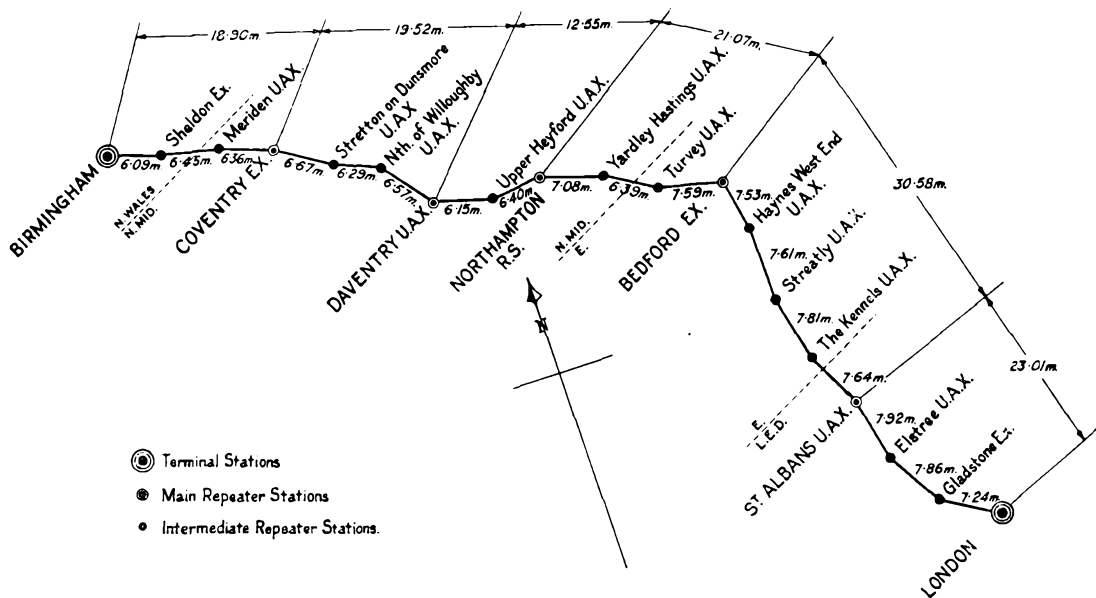 18·90m.
19·52m.
12·55m.
21·07m.
30·58m.
23·01m.
BIRMINGHAM
6·09m.
Sheldon Ex.
6·45m.
N. WALES
N. MID.
Meriden U.A.X.
6·36m.
COVENTRY EX.
6·67m.
Stretton on Dunsmore
U.A.X
6·29m.
Nth. of Willoughby
U.A.X.
6·57m.
DAVENTRY U.A.X.
6·15m.
Upper Heyford U.A.X.
6·40m
NORTHAMPTON
R.S.
7·08m.
Yardley Hastings U.A.X.
6·39m.
N. MID.
E.
Turvey U.A.X.
7·59m.
BEDFORD EX.
7·53m.
Haynes West End
U.A.X.
7·61m.
Streatly U.A.X.
7·81m.
The Kennels U.A.X.
7·64m.
E.
L.E.D.
ST ALBANS U.A.X.
7·92m.
Elstree U.A.X.
7·86m.
Gladstone Ex.
7·24m.
LONDON
N
Terminal Stations
Main Repeater Stations
Intermediate Repeater Stations.